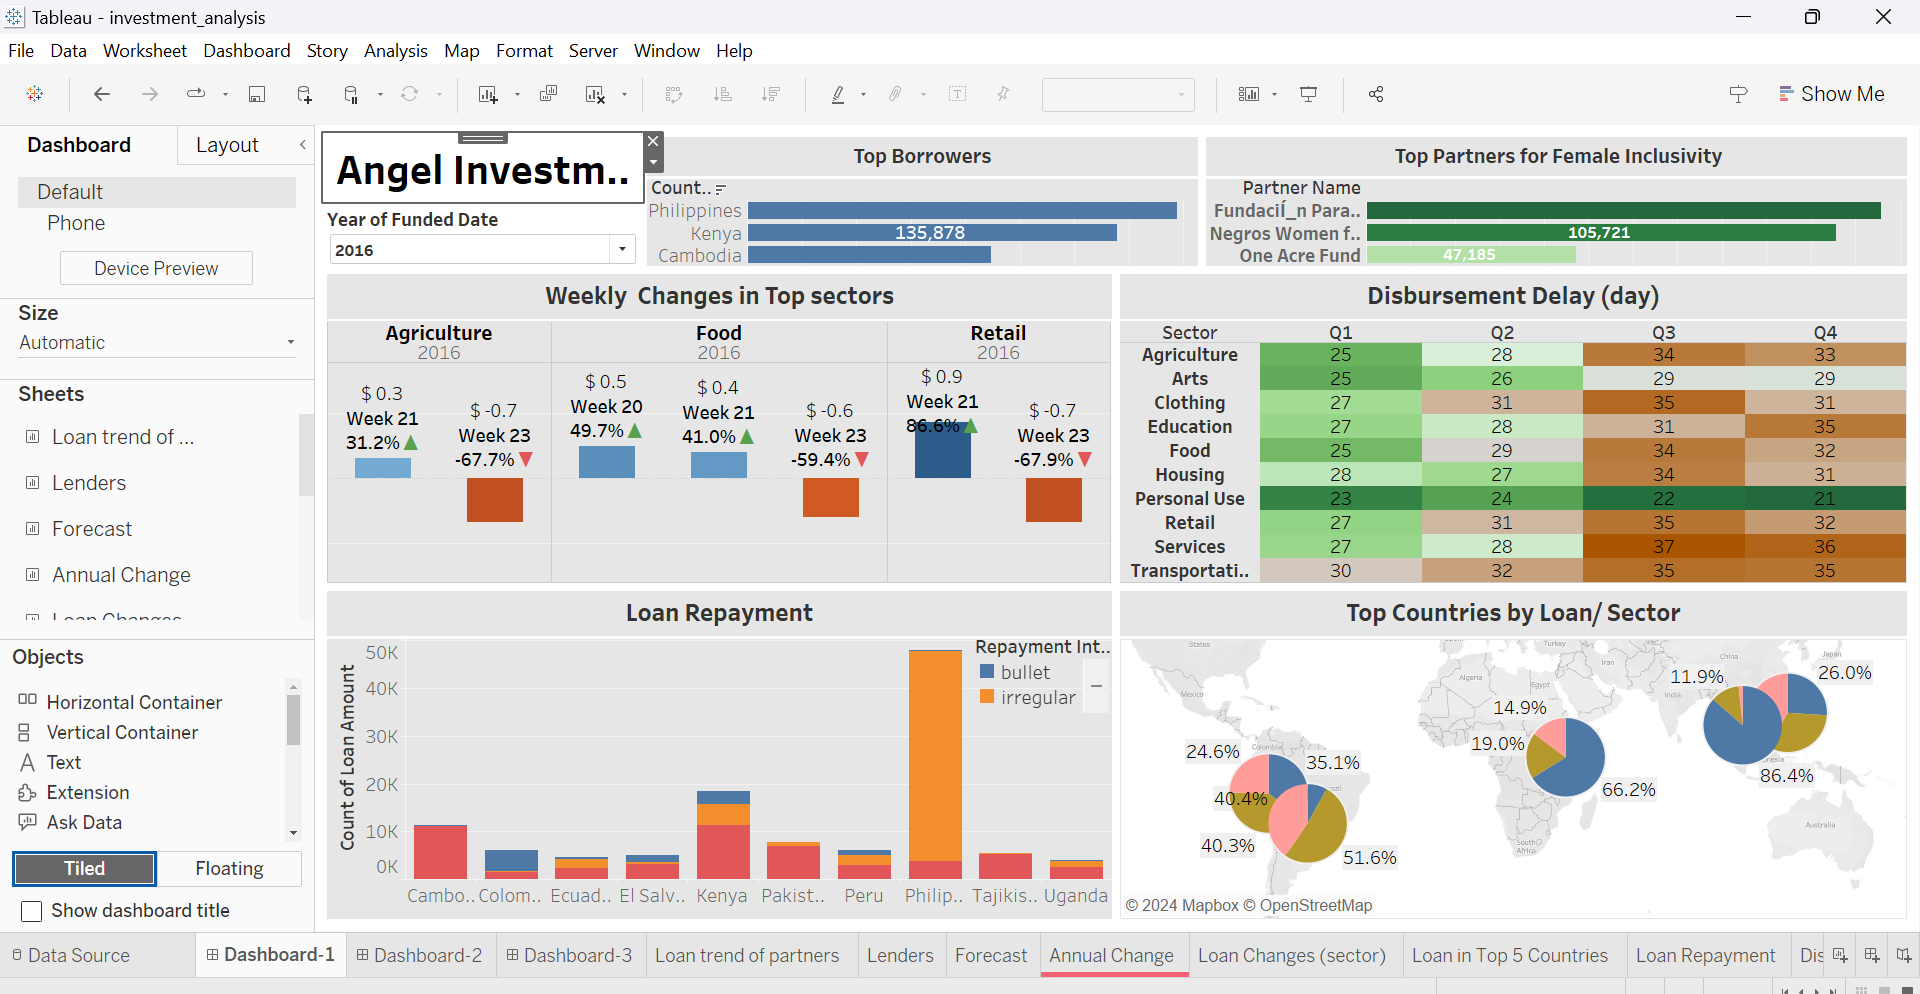 Tableau - investment_analysis
File Data Worksheet Dashboard Story Analysis Map Format Server Window Help
Show Me
Dashboard Layout
Default
Phone
Device Preview
Size
Automatic
Sheets
Loan trend of ...
Lenders
Forecast
Annual Change
Loan Changes
Objects
Horizontal Container
Vertical Container
Text
Extension
Ask Data
Tiled Floating
Show dashboard title
Angel Investm..
Year of Funded Date
2016
Top Borrowers
Count..
Philippines
Kenya 135,878
Cambodia
Top Partners for Female Inclusivity
Partner Name
FundaciÍ_n Para..
Negros Women f.. 105,721
One Acre Fund 47,185
Weekly Changes in Top sectors
Agriculture Food Retail
2016 2016 2016
$ 0.3
Week 21
31.2%
$ -0.7
Week 23
-67.7%
$ 0.5
Week 20
49.7%
$ 0.4
Week 21
41.0%
$ -0.6
Week 23
-59.4%
$ 0.9
Week 21
86.6%
$ -0.7
Week 23
-67.9%
Disbursement Delay (day)
Sector Q1 Q2 Q3 Q4
Agriculture 25 28 34 33
Arts 25 26 29 29
Clothing 27 31 35 31
Education 27 28 31 35
Food 25 29 34 32
Housing 28 27 34 31
Personal Use 23 24 22 21
Retail 27 31 35 32
Services 27 28 37 36
Transportati.. 30 32 35 35
Loan Repayment
Count of Loan Amount
50K
40K
30K
20K
10K
0K
Repayment Int..
bullet
irregular
Cambo.. Colom.. Ecuad.. El Salv.. Kenya Pakist.. Peru Philip.. Tajikis.. Uganda
Top Countries by Loan/ Sector
States
Mexico
Colombia
Algeria
Egypt
Turkey
Iran
India
China
Japan
South
Africa
Australia
24.6%
35.1%
40.4%
40.3%
51.6%
14.9%
19.0%
66.2%
11.9%
26.0%
86.4%
© 2024 Mapbox © OpenStreetMap
Data Source Dashboard-1 Dashboard-2 Dashboard-3 Loan trend of partners Lenders Forecast Annual Change Loan Changes (sector) Loan in Top 5 Countries Loan Repayment Dis